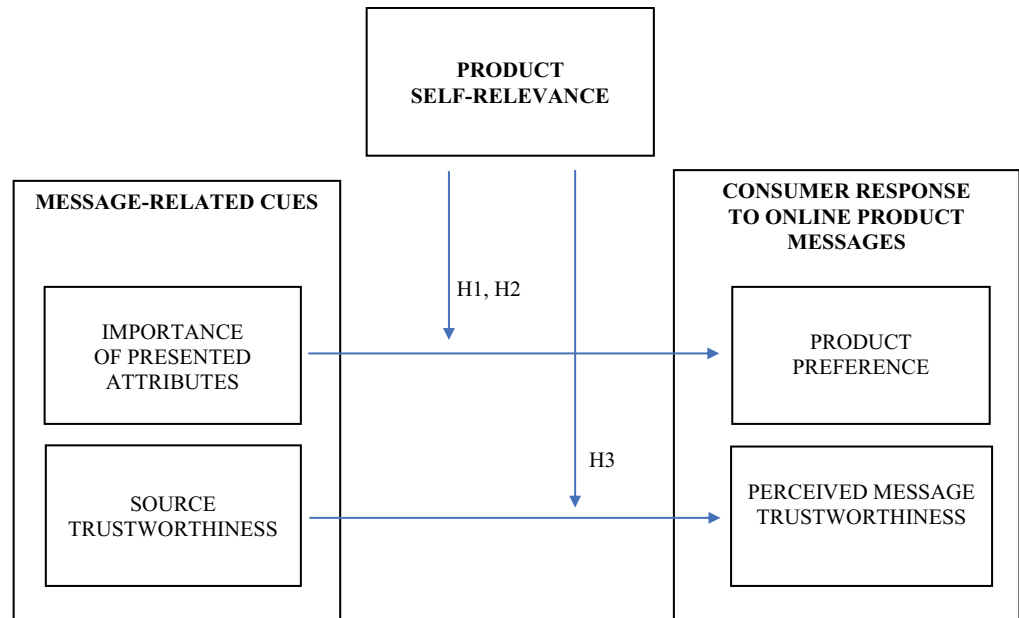 PRODUCT
SELF-RELEVANCE
MESSAGE-RELATED CUES
CONSUMER RESPONSE
TO ONLINE PRODUCT
MESSAGES
H1, H2
IMPORTANCE
OF PRESENTED
ATTRIBUTES
PRODUCT
PREFERENCE
H3
SOURCE
TRUSTWORTHINESS
PERCEIVED MESSAGE
TRUSTWORTHINESS